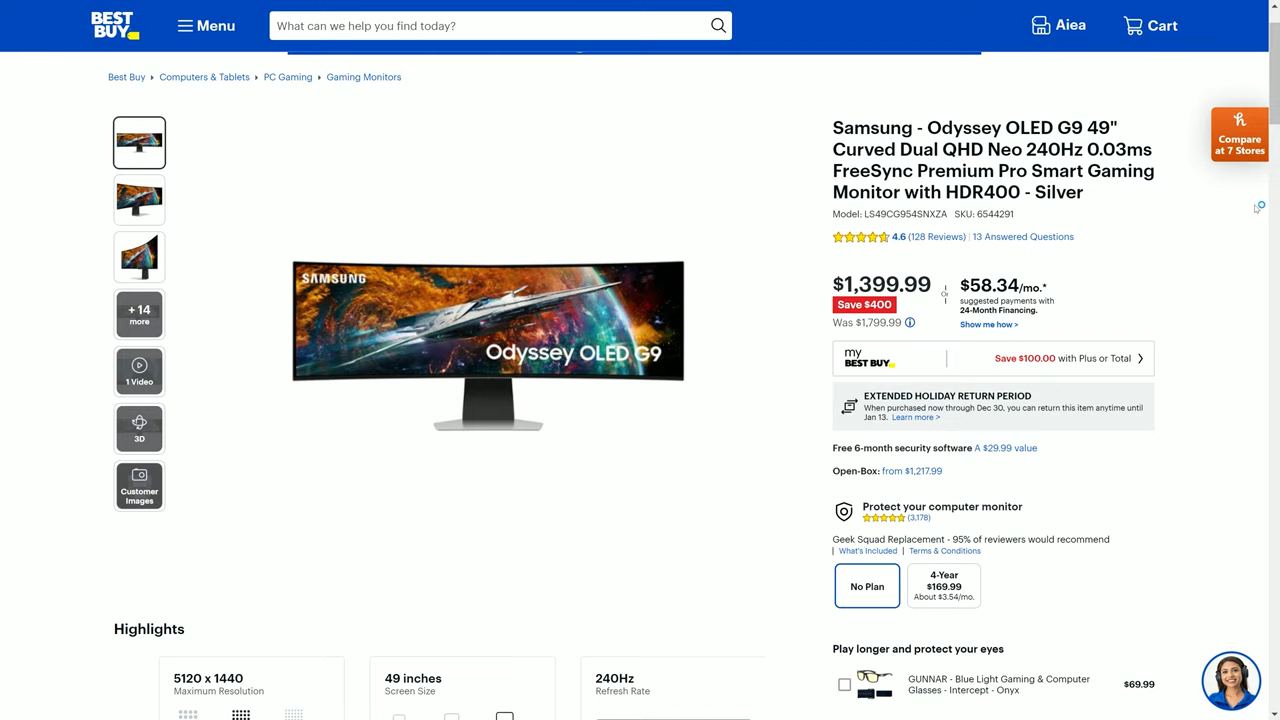 BEST
BUY
Menu
What can we help you find today?
Aiea
Cart
Best Buy
Computers & Tablets
PC Gaming
Gaming Monitors
+ 14
more
1 Video
3D
Customer
Images
SAMSUNG
Odyssey OLED G9
Samsung - Odyssey OLED G9 49"
Curved Dual QHD Neo 240Hz 0.03ms
FreeSync Premium Pro Smart Gaming
Monitor with HDR400 - Silver
Model: LS49CG954SNXZA SKU: 6544291
4.6 (128 Reviews) | 13 Answered Questions
Compare
at 7 Stores
$1,399.99
Save $400
Was $1,799.99
Or
$58.34/mo.*
suggested payments with
24-Month Financing.
Show me how >
my
BEST BUY
Save $100.00 with Plus or Total
EXTENDED HOLIDAY RETURN PERIOD
When purchased now through Dec 30, you can return this item anytime until
Jan 13. Learn more >
Free 6-month security software A $29.99 value
Open-Box: from $1,217.99
Protect your computer monitor
(3,178)
Geek Squad Replacement - 95% of reviewers would recommend
| What's Included | Terms & Conditions
No Plan
4-Year
$169.99
About $3.54/mo.
Play longer and protect your eyes
GUNNAR - Blue Light Gaming & Computer
Glasses - Intercept - Onyx
$69.99
Highlights
5120 x 1440
Maximum Resolution
49 inches
Screen Size
240Hz
Refresh Rate